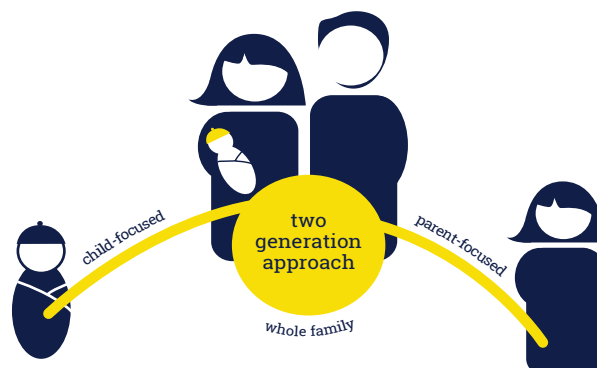 child-focused
two
generation
approach
parent-focused
whole family